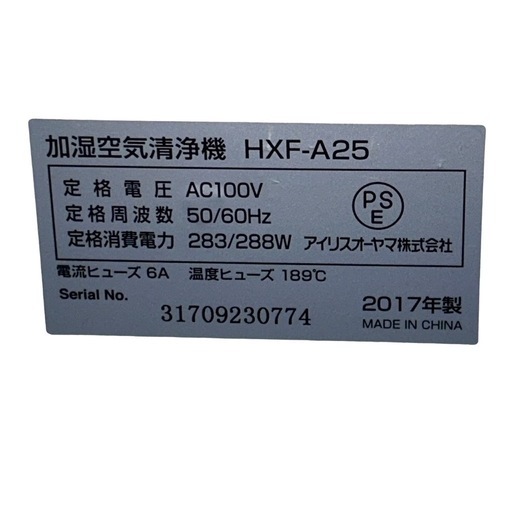 加湿空気清浄機 HXF-A25
定格電圧 AC100V
定格周波数 50/60Hz
PS
E
定格消費電力 283/288W アイリスオーヤマ株式会社
電流ヒューズ 6A 温度ヒューズ 189℃
Serial No.
31709230774
2017年製
MADE IN CHINA